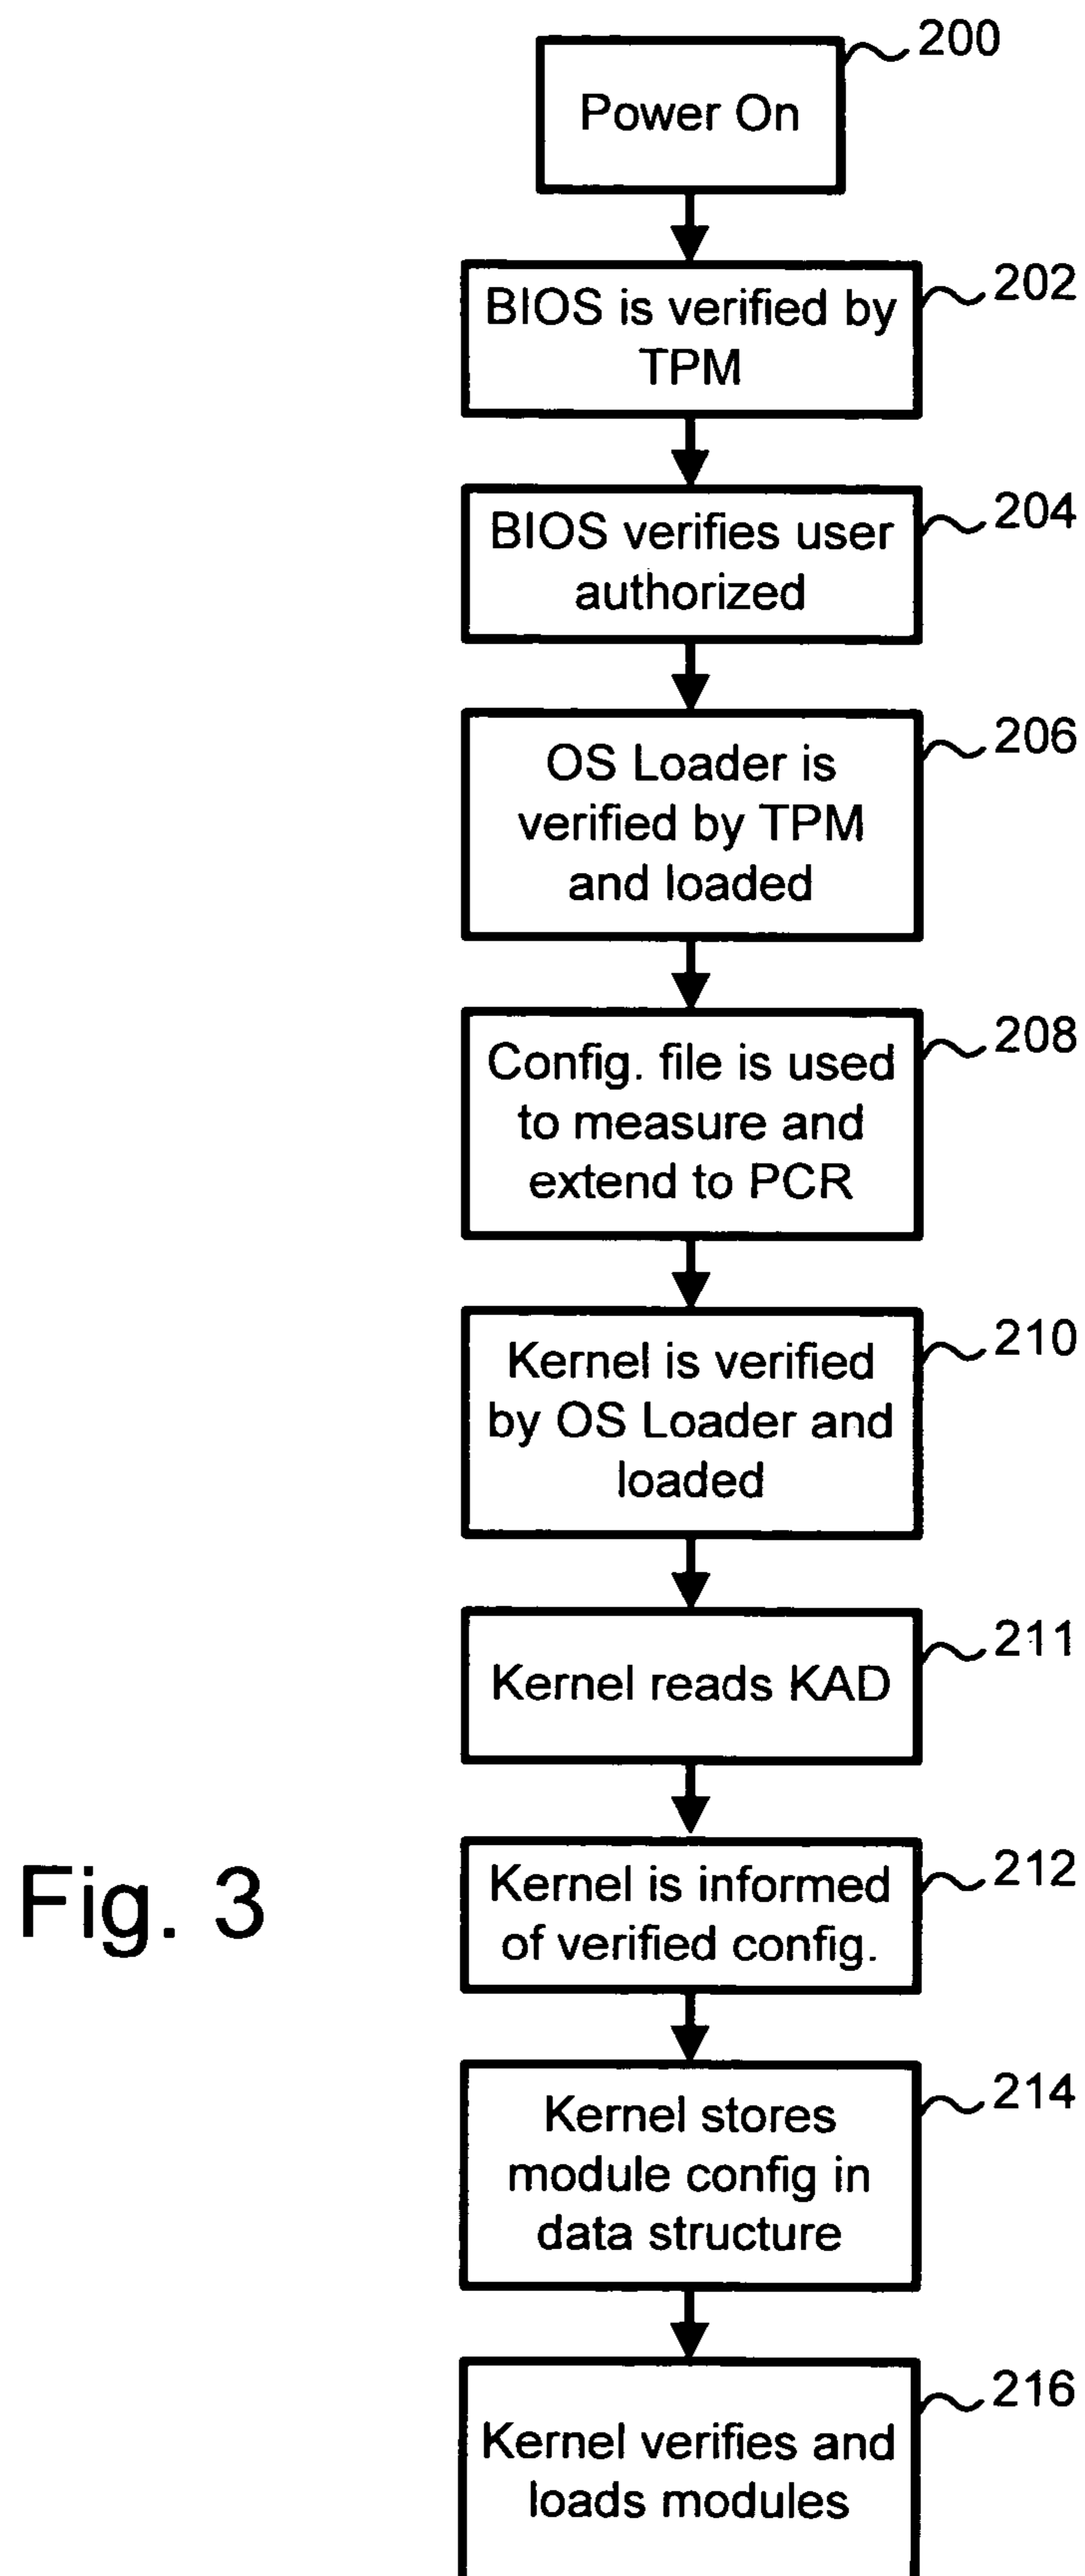 200
Power On
202
BIOS is verified by
TPM
204
BIOS verifies user
authorized
206
OS Loader is
verified by TPM
and loaded
208
Config. file is used
to measure and
extend to PCR
210
Kernel is verified
by OS Loader and
loaded
211
Kernel reads KAD
212
Kernel is informed
of verified config.
Fig. 3
214
Kernel stores
module config in
data structure
216
Kernel verifies and
loads modules